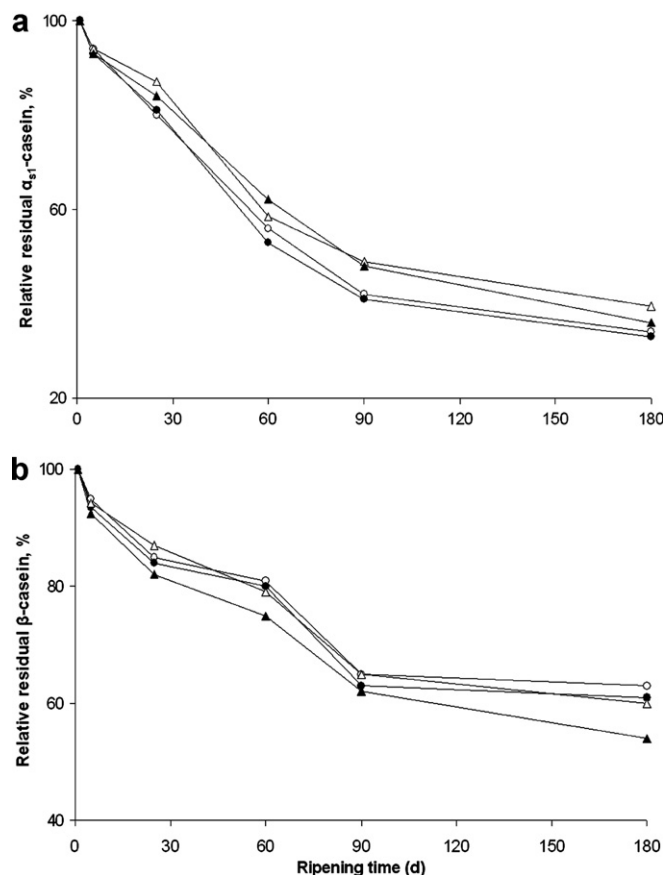 a
Relative residual αs1-casein, %
100
60
20
0 30 60 90 120 150 180
b
Relative residual β-casein, %
100
80
60
40
0 30 60 90 120 150 180
Ripening time (d)